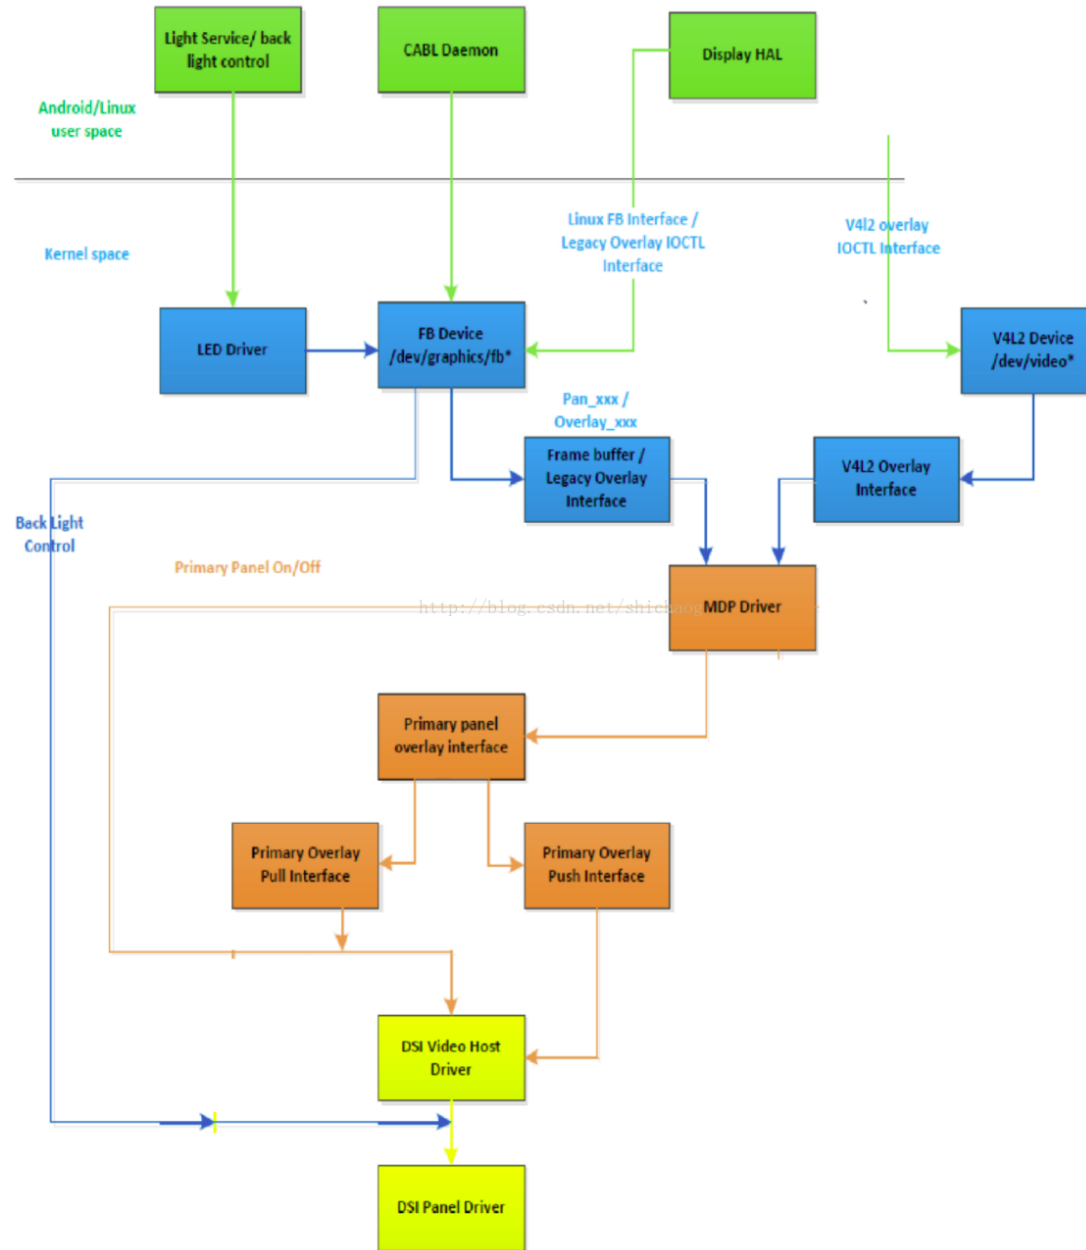 Light Service/ back
light control
CABL Daemon
Display HAL
Android/Linux
user space
Kernel space
Linux FB Interface /
Legacy Overlay IOCTL
Interface
V4l2 overlay
IOCTL Interface
LED Driver
FB Device
/dev/graphics/fb*
V4L2 Device
/dev/video*
Pan_xxx /
Overlay_xxx
Frame buffer /
Legacy Overlay
Interface
V4L2 Overlay
Interface
Back Light
Control
Primary Panel On/Off
MDP Driver
Primary panel
overlay interface
Primary Overlay
Pull Interface
Primary Overlay
Push Interface
DSI Video Host
Driver
DSI Panel Driver